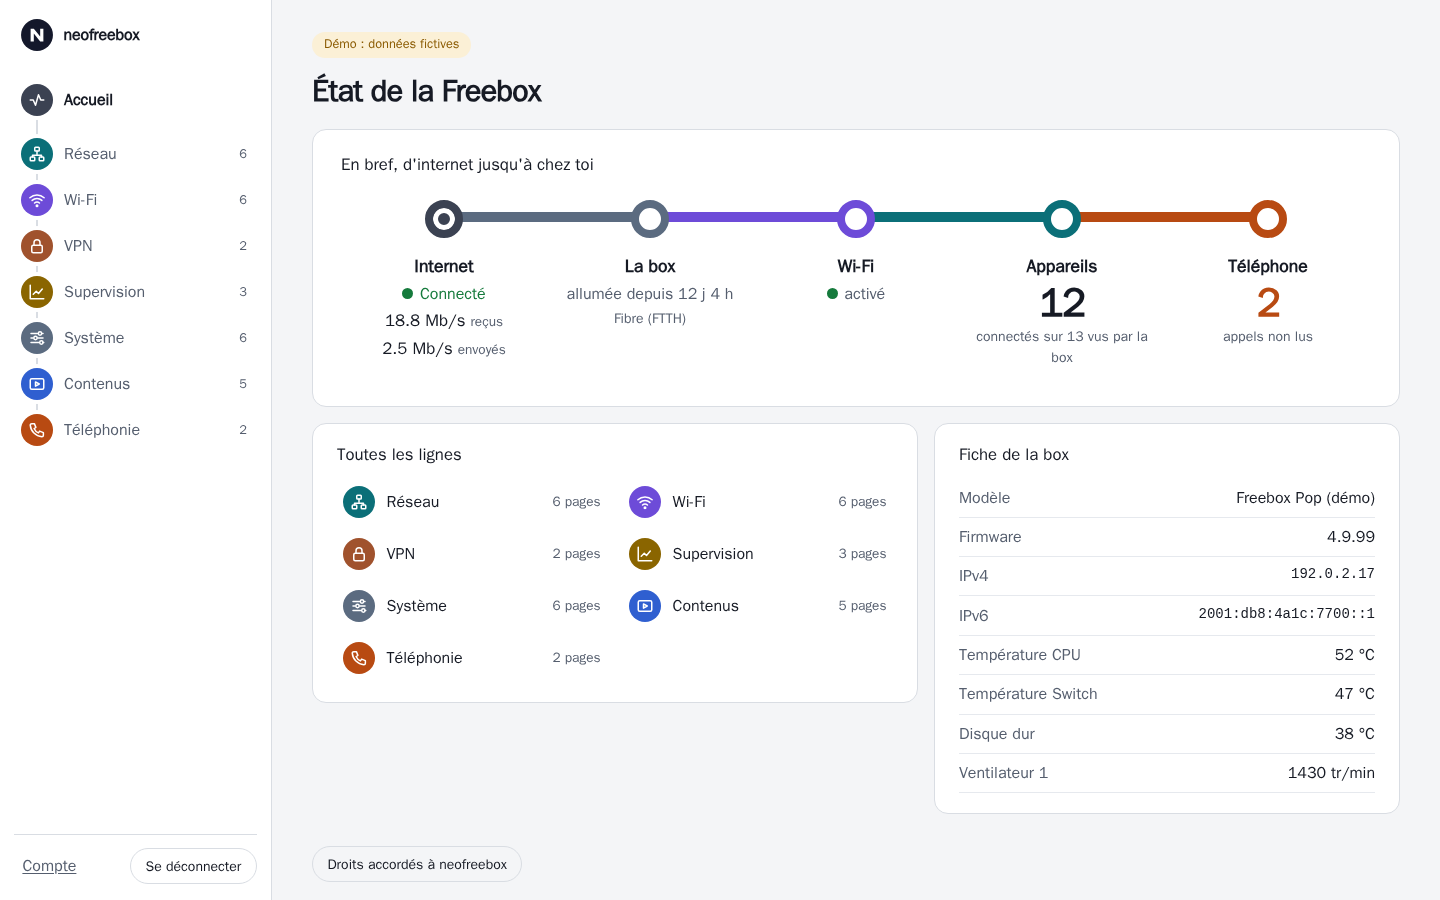 neofreebox
Accueil
Réseau 6
Wi-Fi 6
VPN 2
Supervision 3
Système 6
Contenus 5
Téléphonie 2
Compte
Se déconnecter
Démo : données fictives
État de la Freebox
En bref, d'internet jusqu'à chez toi
Internet
Connecté
18.8 Mb/s reçus
2.5 Mb/s envoyés
La box
allumée depuis 12 j 4 h
Fibre (FTTH)
Wi-Fi
activé
Appareils
12
connectés sur 13 vus par la
box
Téléphone
2
appels non lus
Toutes les lignes
Réseau 6 pages
Wi-Fi 6 pages
VPN 2 pages
Supervision 3 pages
Système 6 pages
Contenus 5 pages
Téléphonie 2 pages
Fiche de la box
Modèle Freebox Pop (démo)
Firmware 4.9.99
IPv4 192.0.2.17
IPv6 2001:db8:4a1c:7700::1
Température CPU 52 °C
Température Switch 47 °C
Disque dur 38 °C
Ventilateur 1 1430 tr/min
Droits accordés à neofreebox